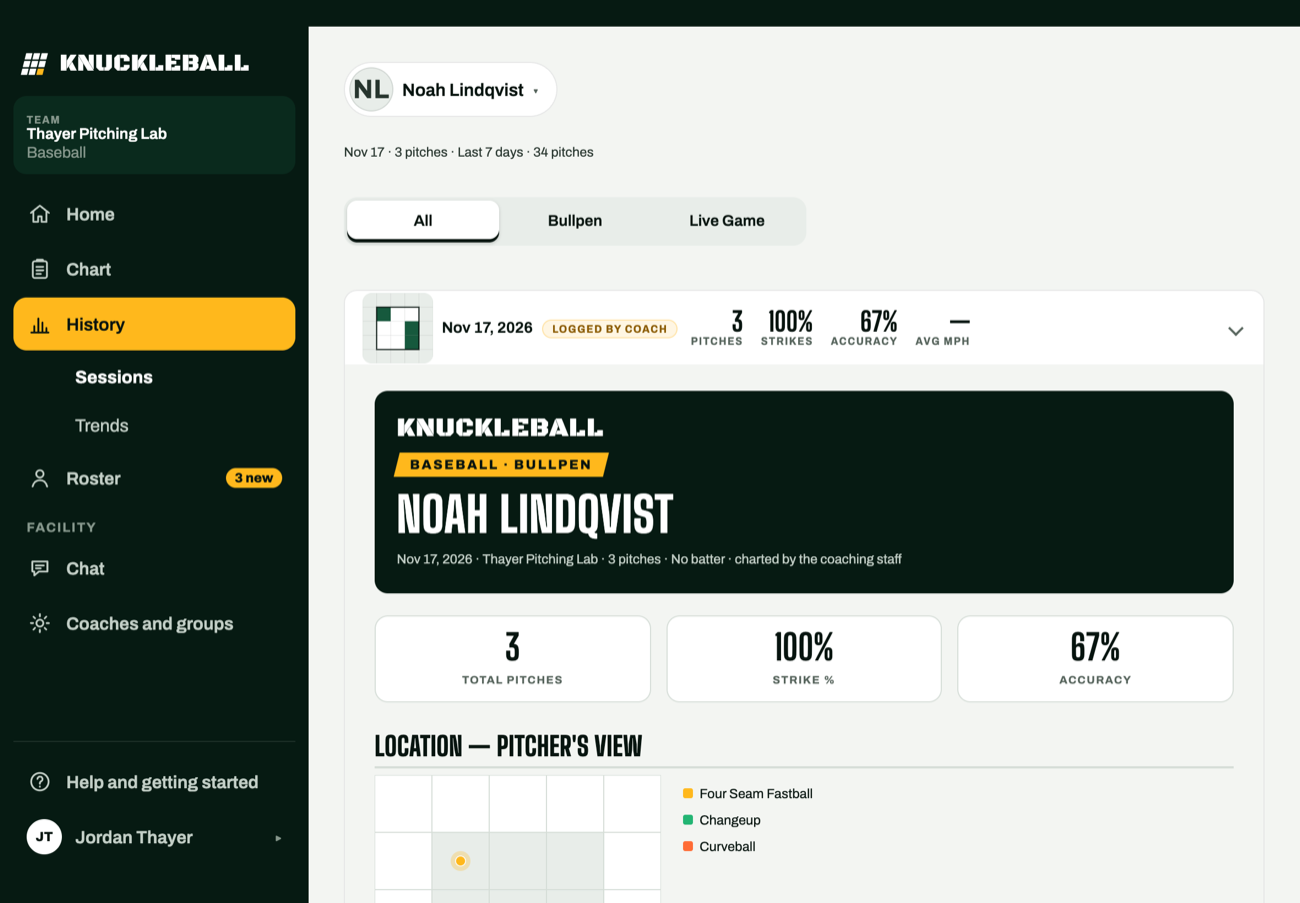 KNUCKLEBALL
TEAM
Thayer Pitching Lab
Baseball
Home
Chart
History
Sessions
Trends
Roster
3 new
FACILITY
Chat
Coaches and groups
Help and getting started
JT
Jordan Thayer
NL
Noah Lindqvist
Nov 17 · 3 pitches · Last 7 days · 34 pitches
All
Bullpen
Live Game
Nov 17, 2026
LOGGED BY COACH
3
PITCHES
100%
STRIKES
67%
ACCURACY
—
AVG MPH
KNUCKLEBALL
BASEBALL · BULLPEN
NOAH LINDQVIST
Nov 17, 2026 · Thayer Pitching Lab · 3 pitches · No batter · charted by the coaching staff
3
TOTAL PITCHES
100%
STRIKE %
67%
ACCURACY
LOCATION — PITCHER'S VIEW
Four Seam Fastball
Changeup
Curveball